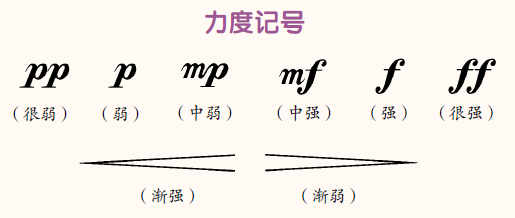 力度记号
pp p mp mf f ff
（很弱） （弱） （中弱） （中强） （强） （很强）
（渐强） （渐弱）